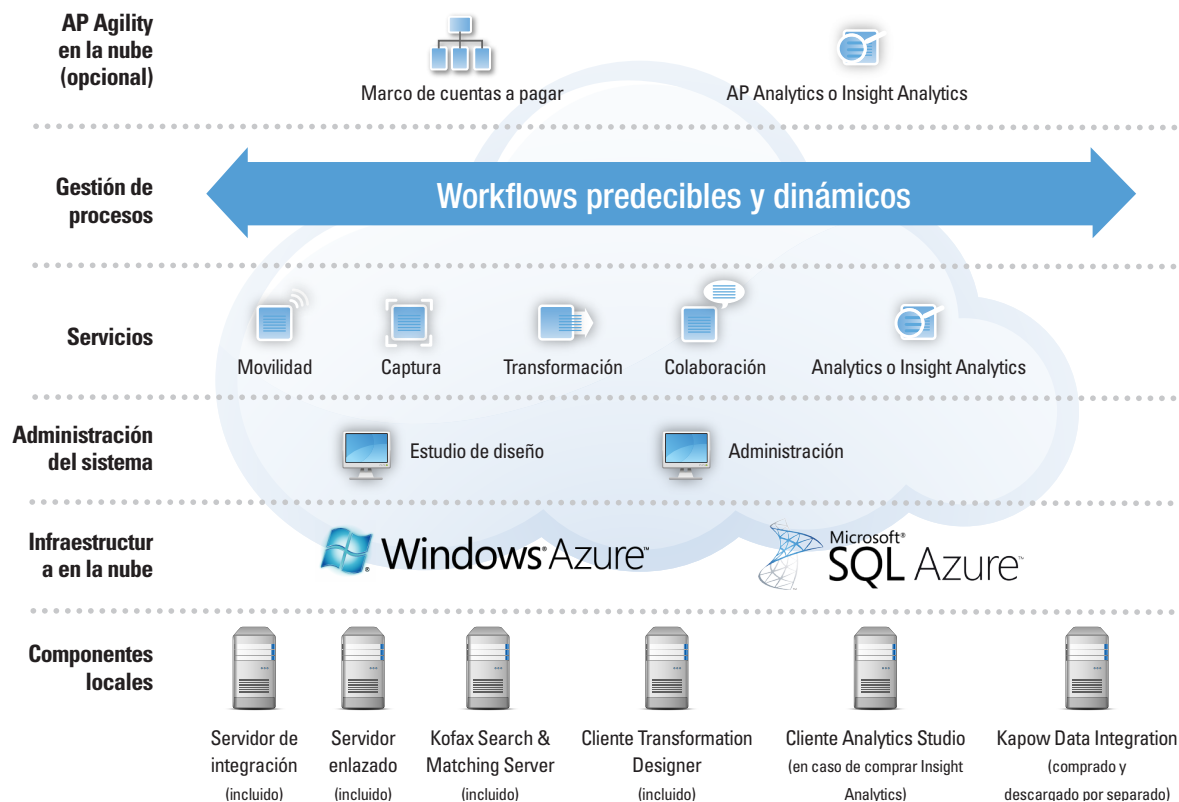 AP Agility
en la nube
(opcional)
Marco de cuentas a pagar
AP Analytics o Insight Analytics
Gestión de
procesos
Workflows predecibles y dinámicos
Servicios
Movilidad
Captura
Transformación
Colaboración
Analytics o Insight Analytics
Administración
del sistema
Estudio de diseño
Administración
Infraestructur
a en la nube
Windows® Azure™
Microsoft®
SQL Azure™
Componentes
locales
Servidor de
integración
(incluido)
Servidor
enlazado
(incluido)
Kofax Search &
Matching Server
(incluido)
Cliente Transformation
Designer
(incluido)
Cliente Analytics Studio
(en caso de comprar Insight
Analytics)
Kapow Data Integration
(comprado y
descargado por separado)